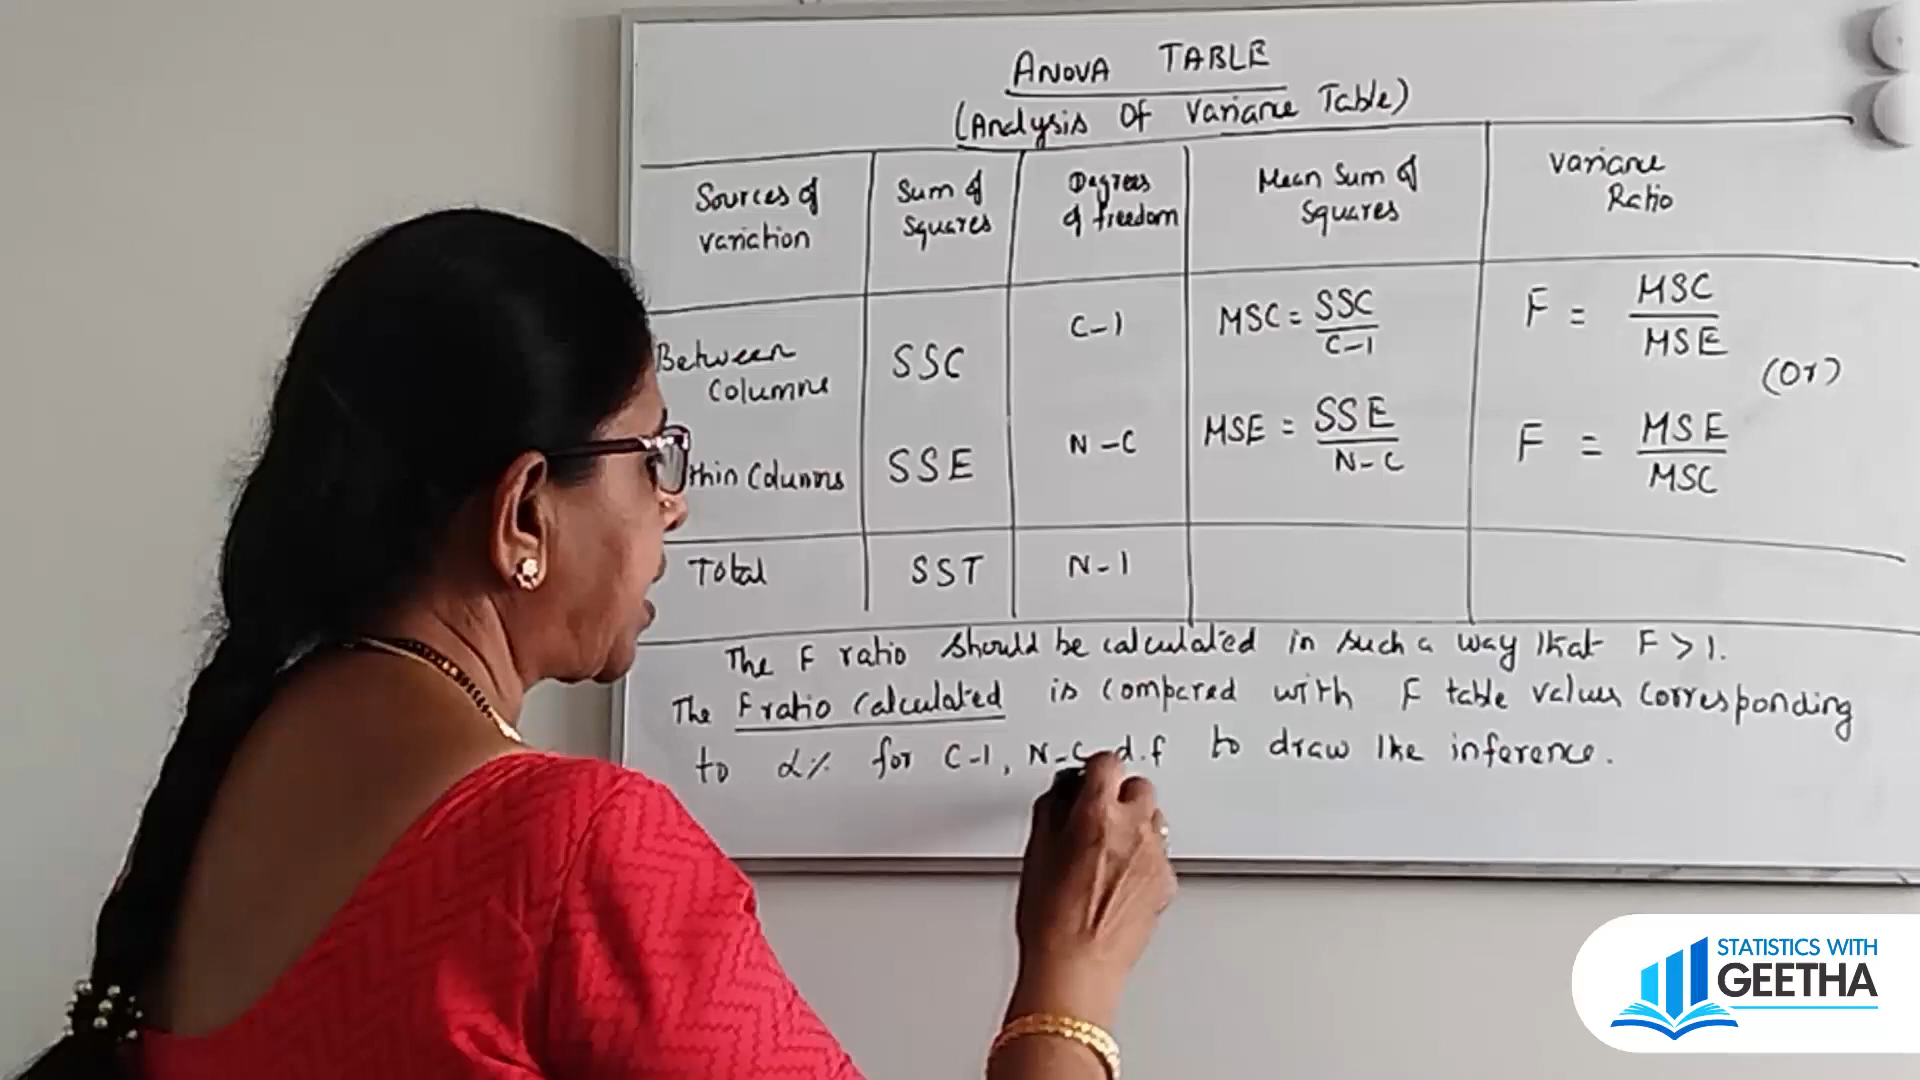 ANOVA TABLE
(Analysis Of Variance Table)
Sources of variation
Sum of Squares
Degrees of freedom
Mean Sum of Squares
Variance Ratio
Between Columns
SSC
C-1
MSC = SSC / C-1
F = MSC / MSE
(Or)
thin Columns
SSE
N-C
MSE = SSE / N-C
F = MSE / MSC
Total
SST
N-1
The F ratio should be calculated in such a way that F > 1.
The F ratio calculated is compared with F table values corresponding
to α% for C-1, N-C d.f to draw the inference.
STATISTICS WITH
GEETHA